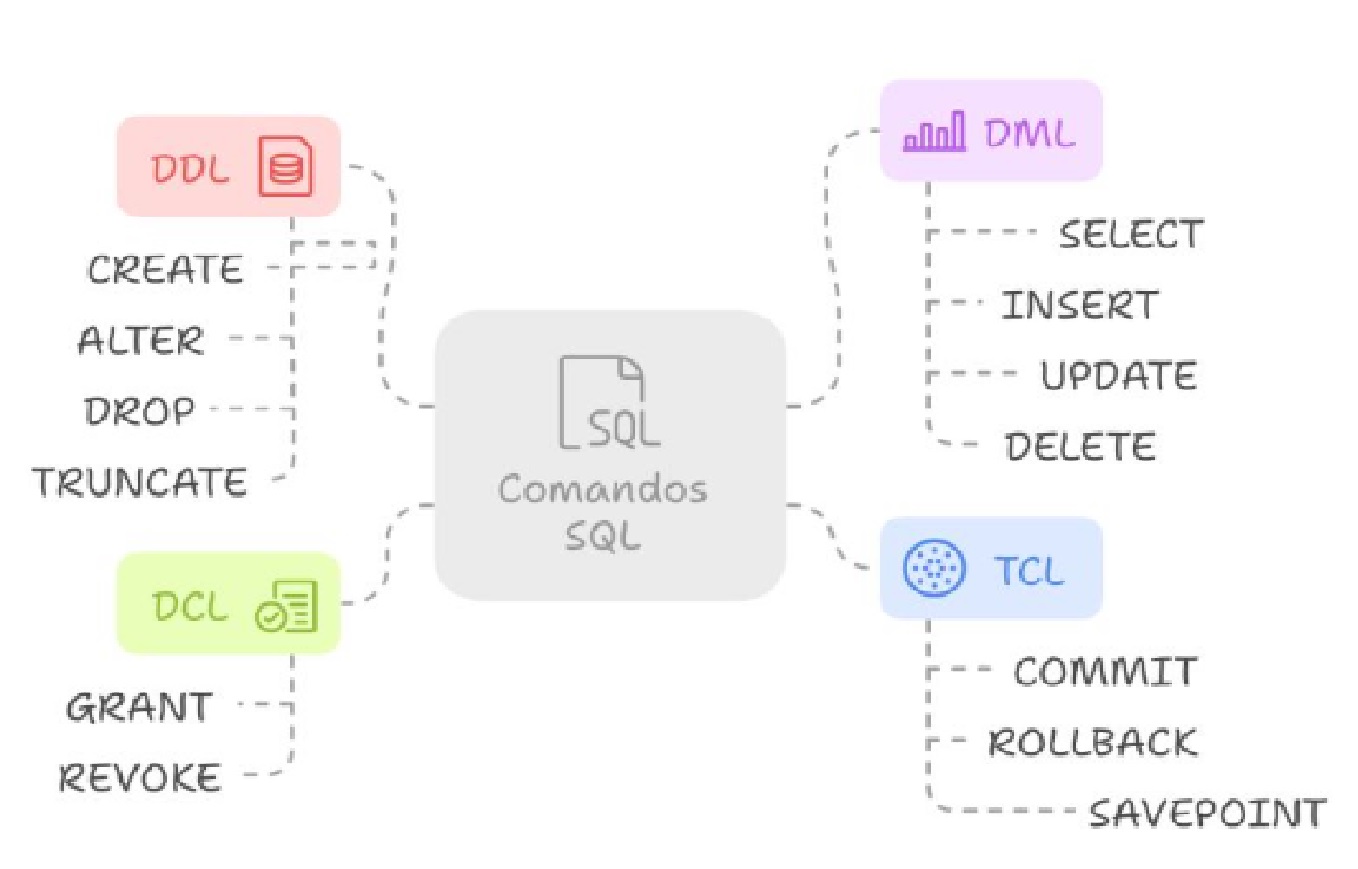 DDL
CREATE
ALTER
DROP
TRUNCATE
DCL
GRANT
REVOKE
SQL
Comandos
SQL
DML
SELECT
INSERT
UPDATE
DELETE
TCL
COMMIT
ROLLBACK
SAVEPOINT